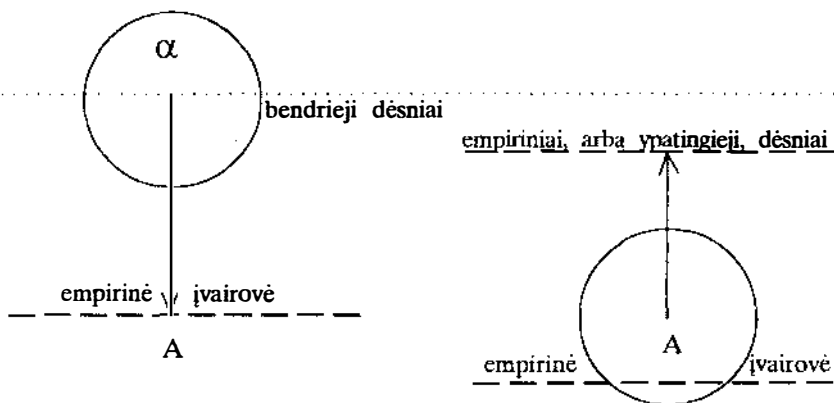 α
bendrieji dėsniai
empiriniai, arba ypatingieji, dėsniai
empirinė įvairovė
A
A
empirinė įvairovė